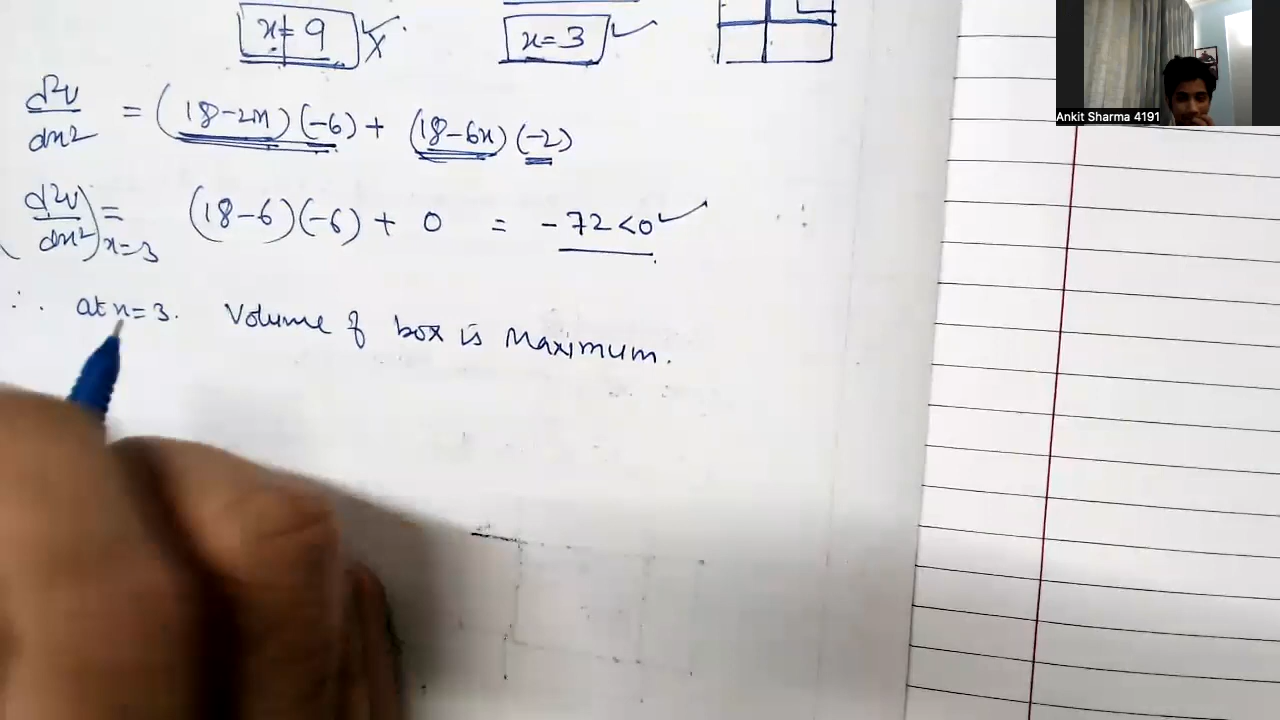 x≠9 x=3
d²v/dx² = (18-2x)(-6) + (18-6x)(-2)
d²v/dx²)x=3 = (18-6)(-6) + 0 = -72<0
∴ at x=3. Volume of box is Maximum.
Ankit Sharma 4191